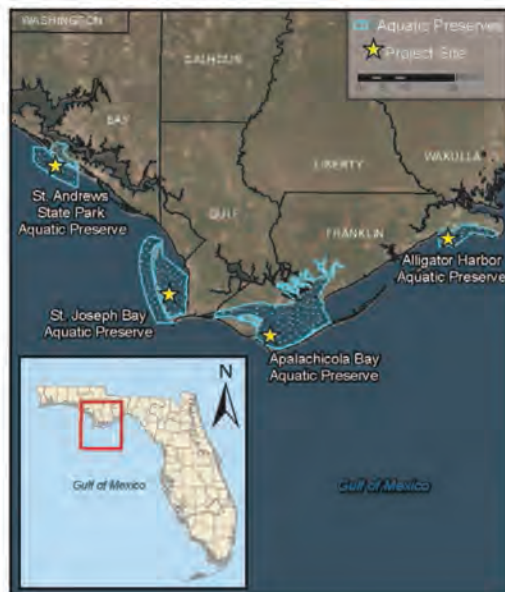 WASHINGTON
Aquatic Preserves
Project Site
CALHOUN
BAY
LIBERTY
WAKULLA
St. Andrews
State Park
Aquatic Preserve
GULF
FRANKLIN
Alligator Harbor
Aquatic Preserve
St. Joseph Bay
Aquatic Preserve
Apalachicola Bay
Aquatic Preserve
N
Gulf of Mexico
Gulf of Mexico